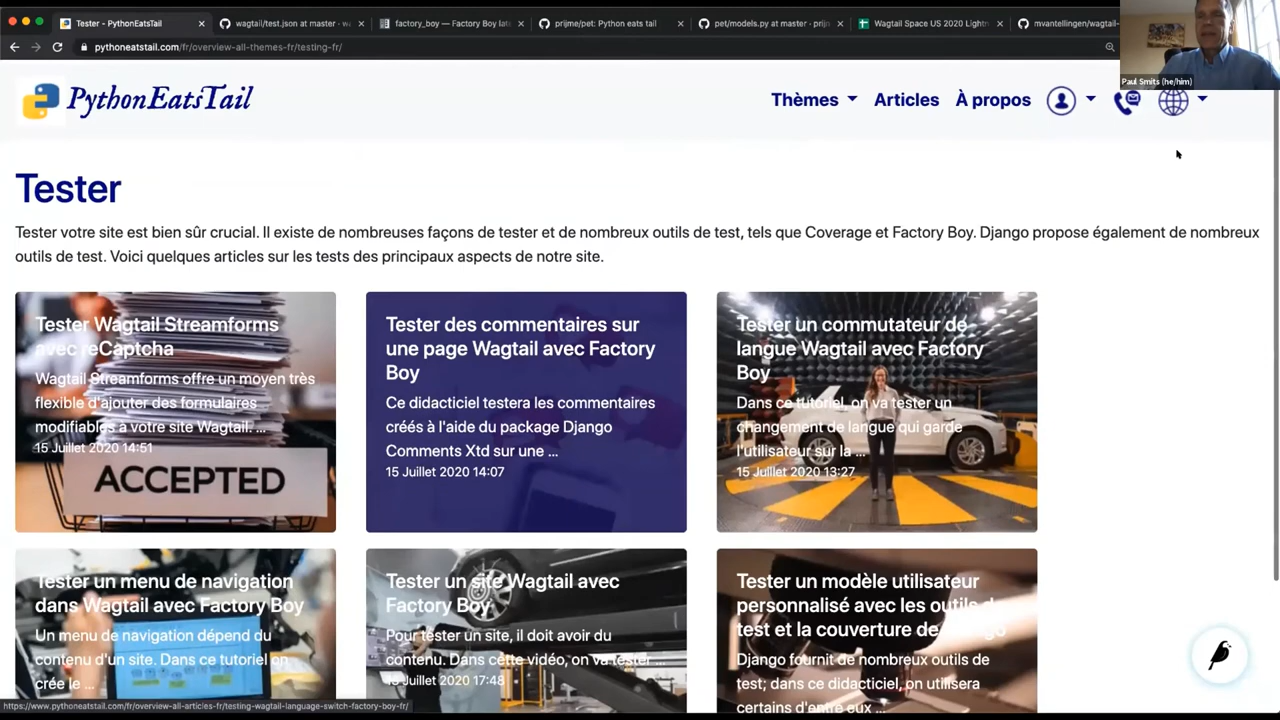 Tester - PythonEatsTail
wagtail/test.json at master · wa
factory_boy — Factory Boy lat
prijme/pet: Python eats tail
pet/models.py at master · prijm
Wagtail Space US 2020 Lightn
mvantellingen/wagtail-
pythoneatstail.com/fr/overview-all-themes-fr/testing-fr/
Paul Smits (he/him)
PythonEatsTail
Thèmes
Articles
À propos
Tester
Tester votre site est bien sûr crucial. Il existe de nombreuses façons de tester et de nombreux outils de test, tels que Coverage et Factory Boy. Django propose également de nombreux
outils de test. Voici quelques articles sur les tests des principaux aspects de notre site.
Tester Wagtail Streamforms
avec reCaptcha
Wagtail Streamforms offre un moyen très
flexible d'ajouter des formulaires
modifiables à votre site Wagtail. ...
15 Juillet 2020 14:51
ACCEPTED
Tester des commentaires sur
une page Wagtail avec Factory
Boy
Ce didacticiel testera les commentaires
créés à l'aide du package Django
Comments Xtd sur une ...
15 Juillet 2020 14:07
Tester un commutateur de
langue Wagtail avec Factory
Boy
Dans ce tutoriel, on va tester un
changement de langue qui garde
l'utilisateur sur la ...
15 Juillet 2020 13:27
Tester un menu de navigation
dans Wagtail avec Factory Boy
Un menu de navigation dépend du
contenu d'un site. Dans ce tutoriel on
crée le ...
Tester un site Wagtail avec
Factory Boy
Pour tester un site, il doit avoir du
contenu. Dans cette vidéo, on va tester ...
15 Juillet 2020 17:48
Tester un modèle utilisateur
personnalisé avec les outils de
test et la couverture de Django
Django fournit de nombreux outils de
test; dans ce didacticiel, on utilisera
certains d'entre eux ...
https://www.pythoneatstail.com/fr/overview-all-articles-fr/testing-wagtail-language-switch-factory-boy-fr/